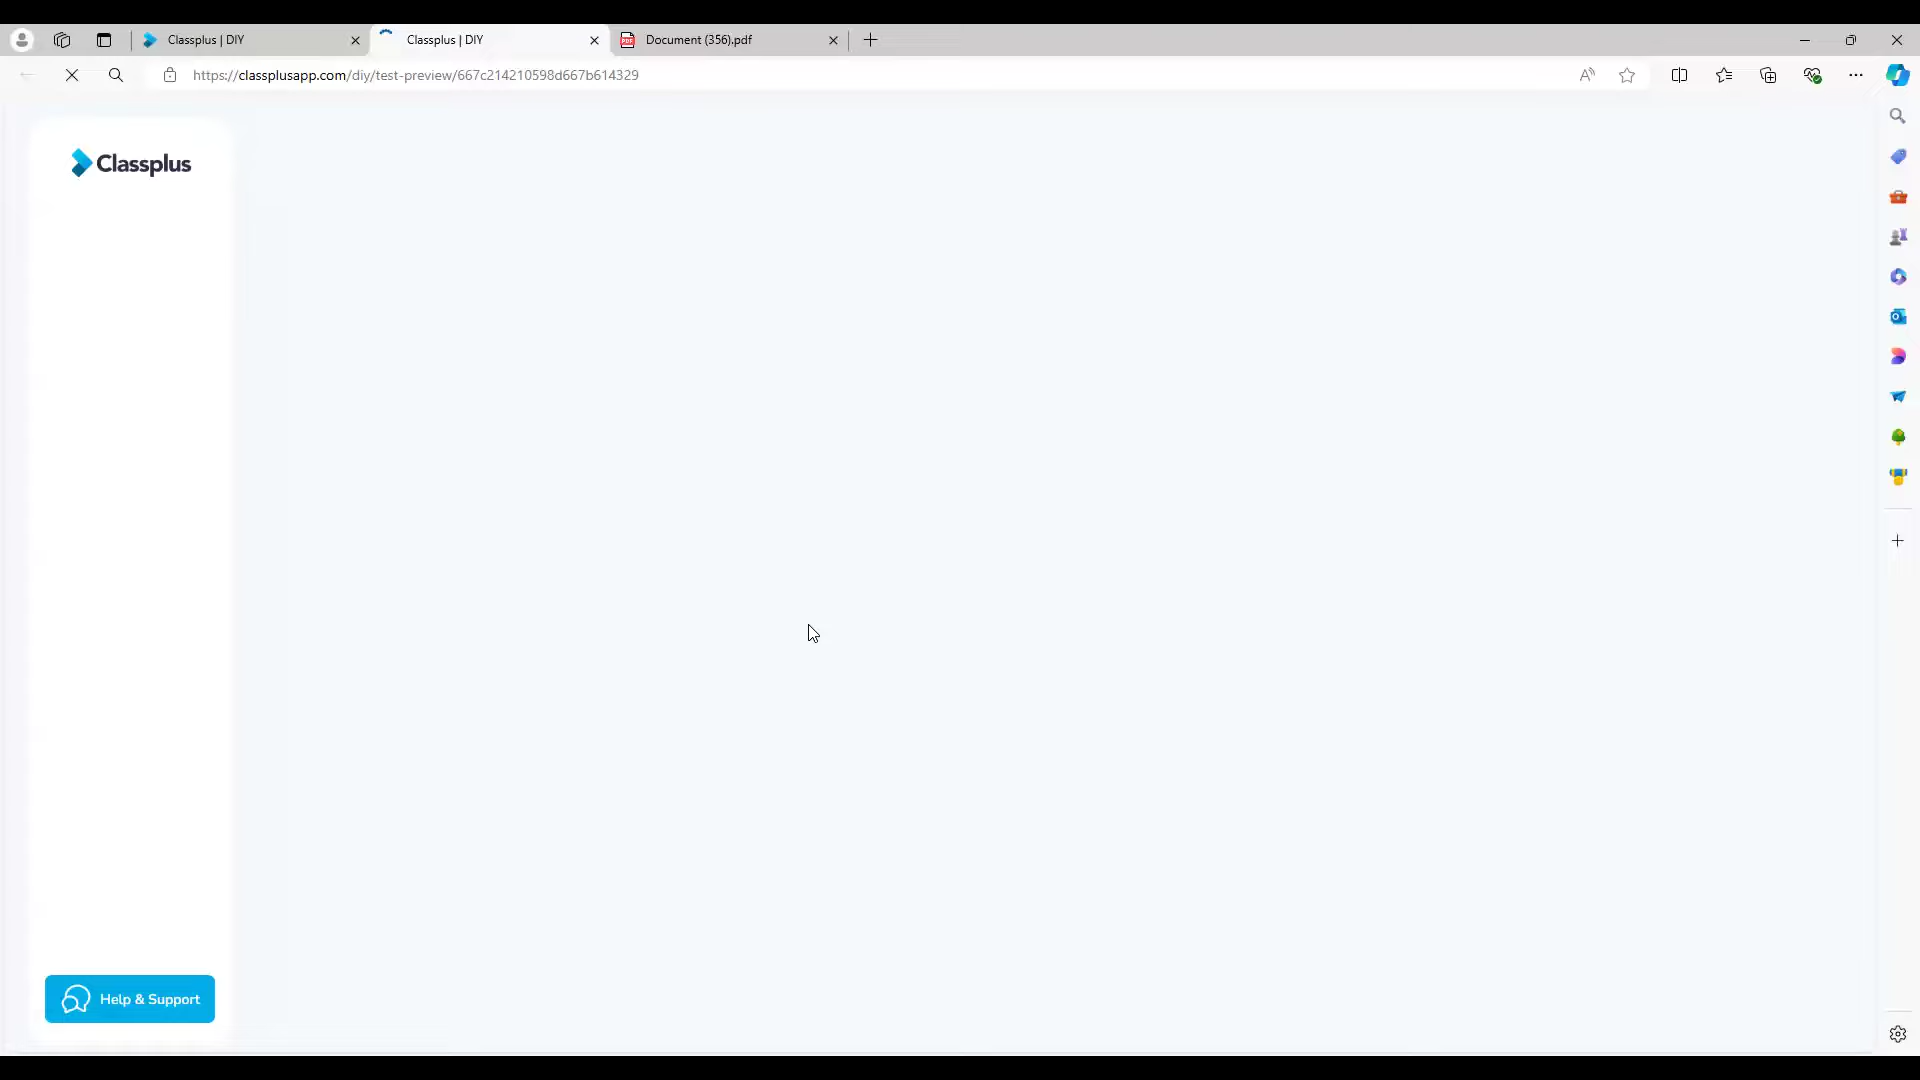 Classplus | DIY
Classplus | DIY
Document (356).pdf
https://classplusapp.com/diy/test-preview/667c214210598d667b614329
Classplus
Help & Support